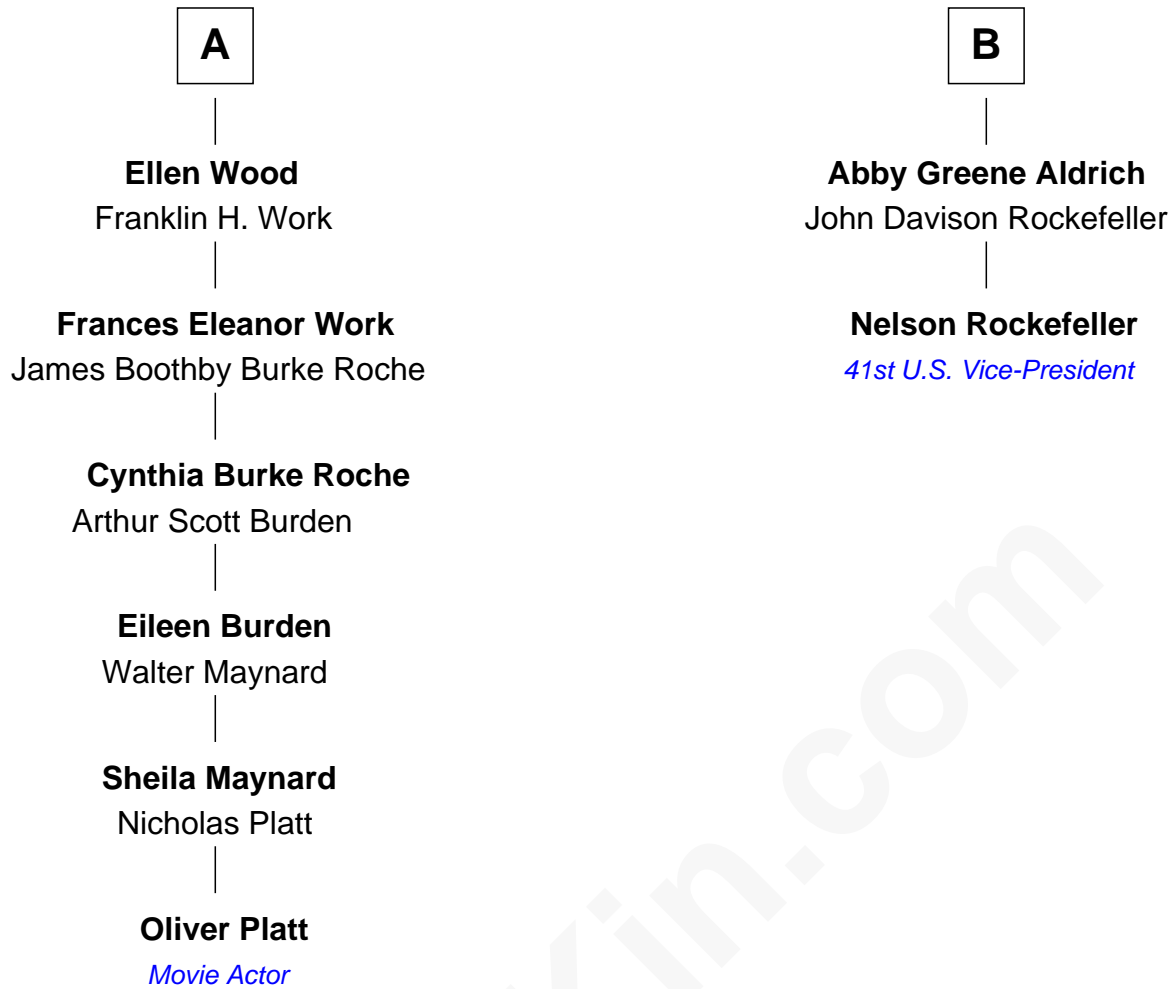 A
Ellen Wood
Franklin H. Work
Frances Eleanor Work
James Boothby Burke Roche
Cynthia Burke Roche
Arthur Scott Burden
Eileen Burden
Walter Maynard
Sheila Maynard
Nicholas Platt
Oliver Platt
Movie Actor
B
Abby Greene Aldrich
John Davison Rockefeller
Nelson Rockefeller
41st U.S. Vice-President
kin.com